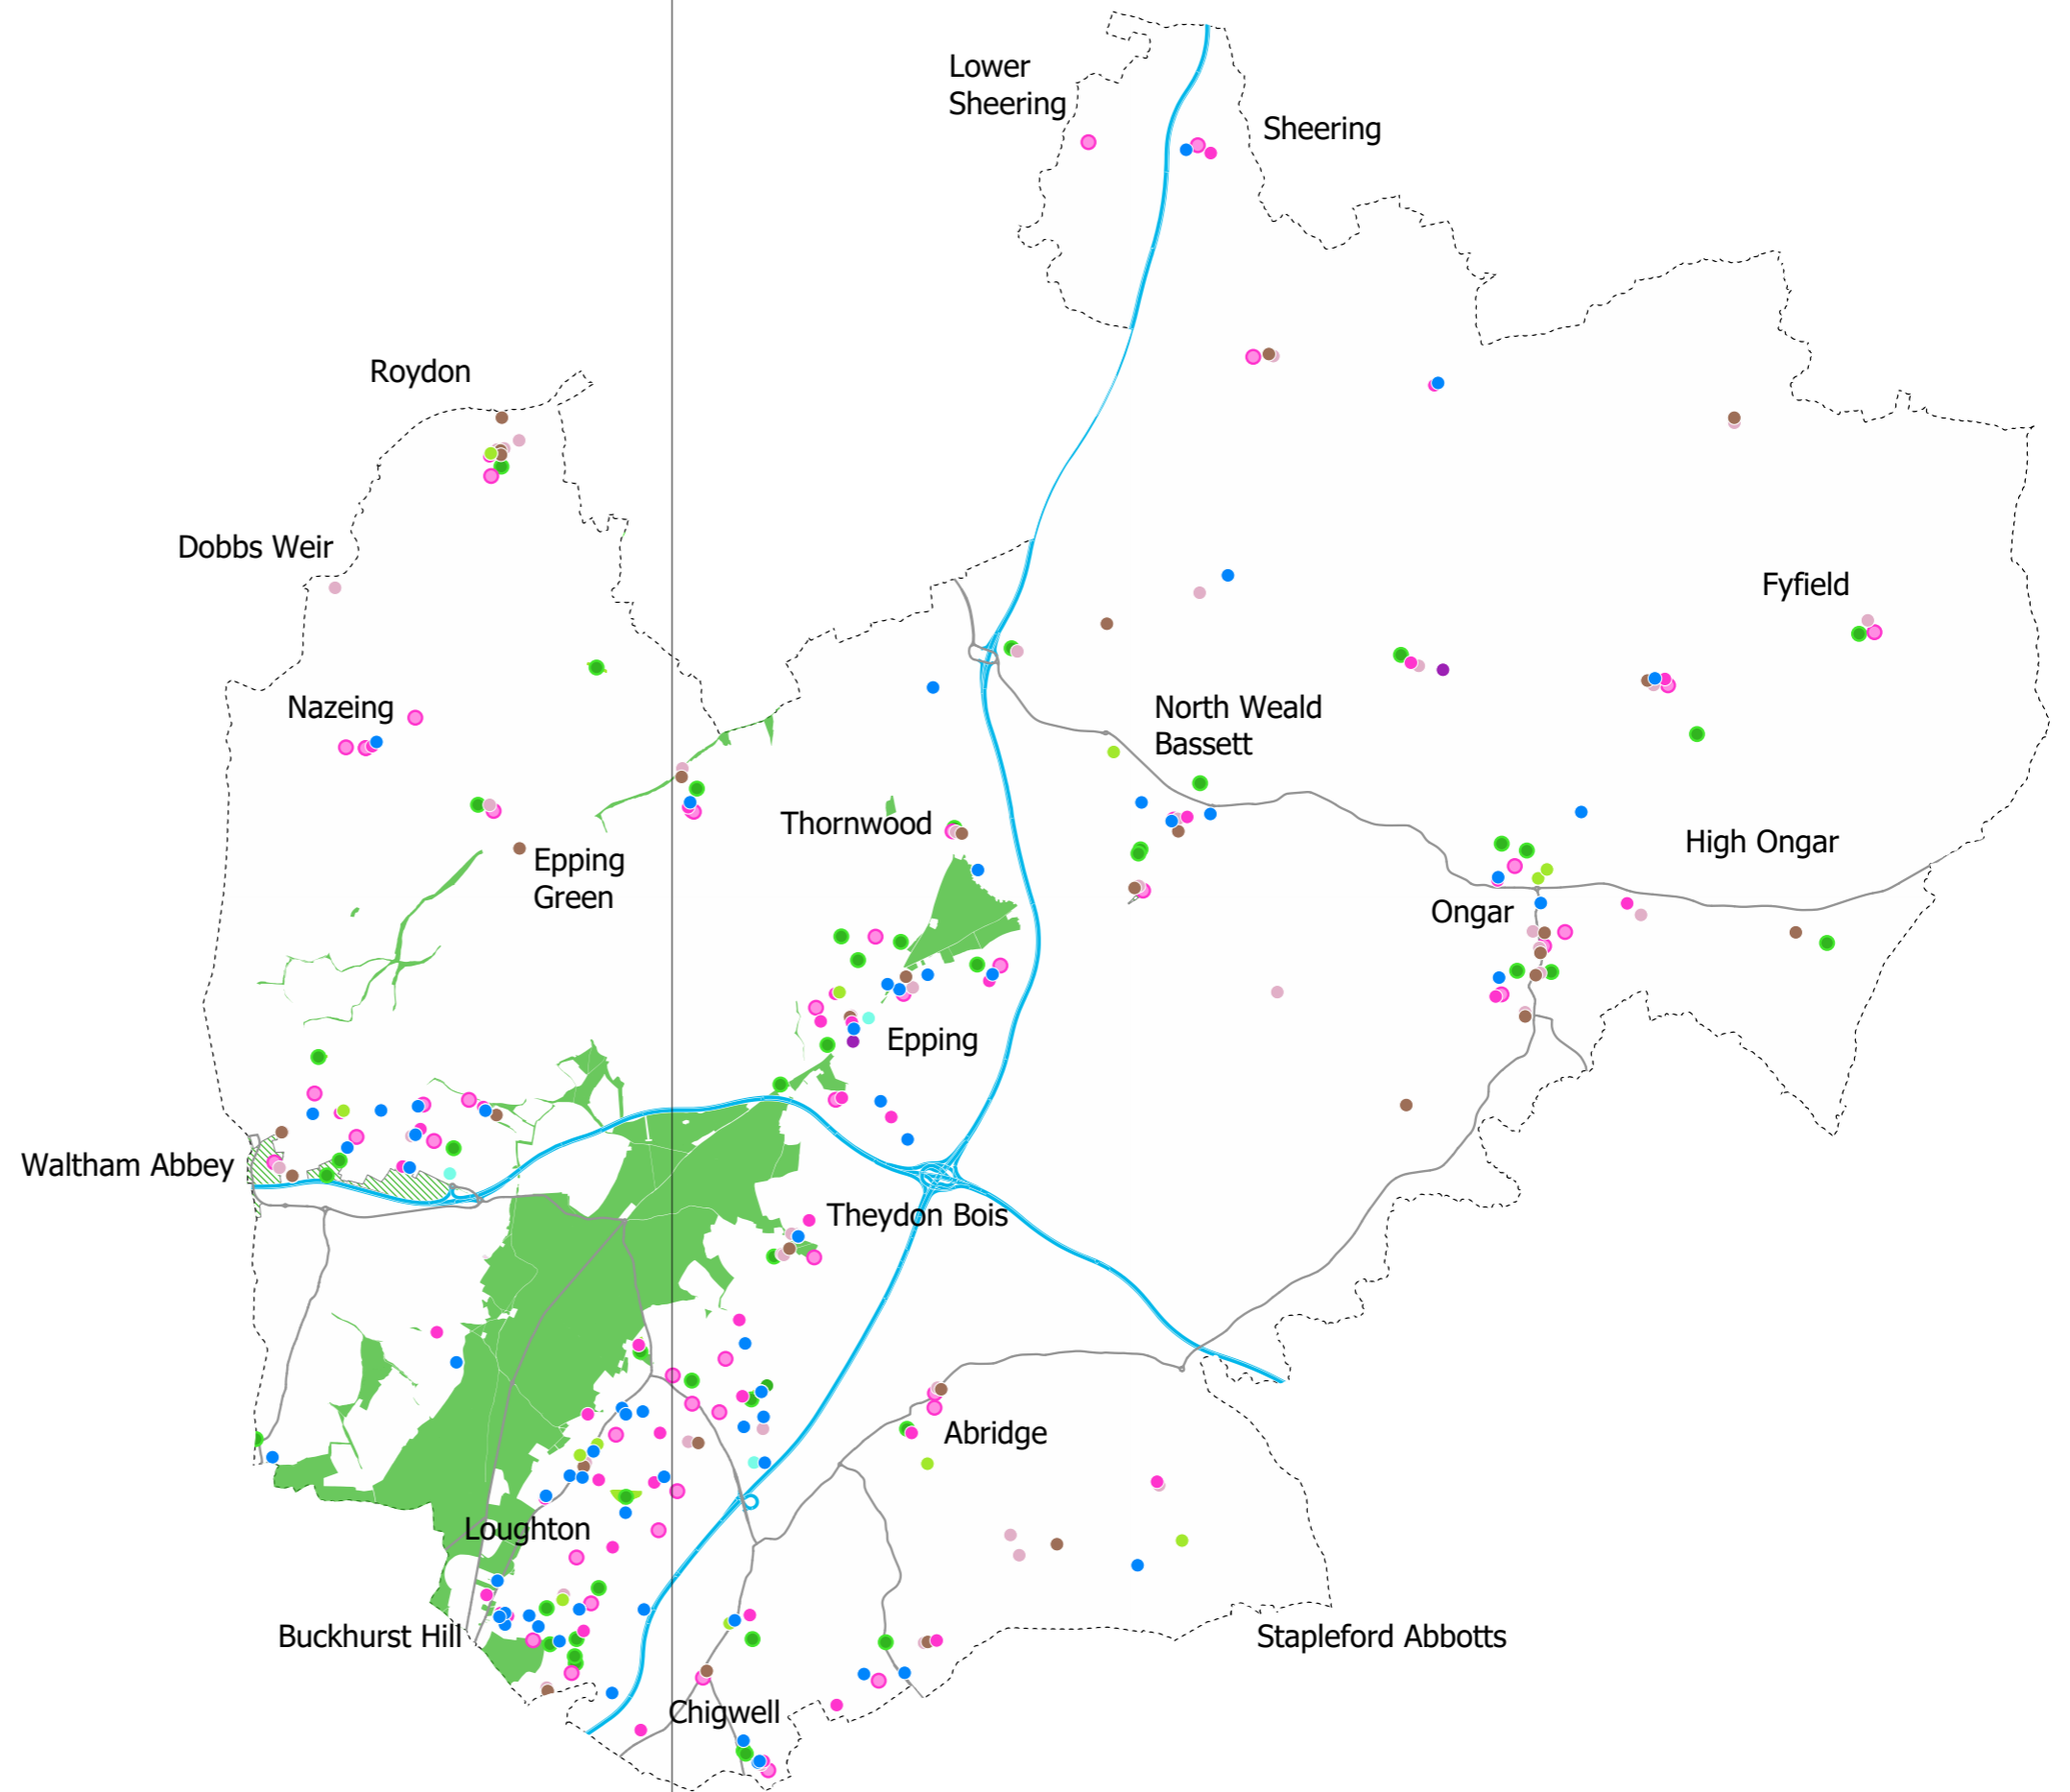 Lower
Sheering
Sheering
Roydon
Dobbs Weir
Fyfield
Nazeing
North Weald
Bassett
Thornwood
High Ongar
Epping
Green
Ongar
Epping
Waltham Abbey
Theydon Bois
Abridge
Loughton
Buckhurst Hill
Stapleford Abbotts
Chigwell